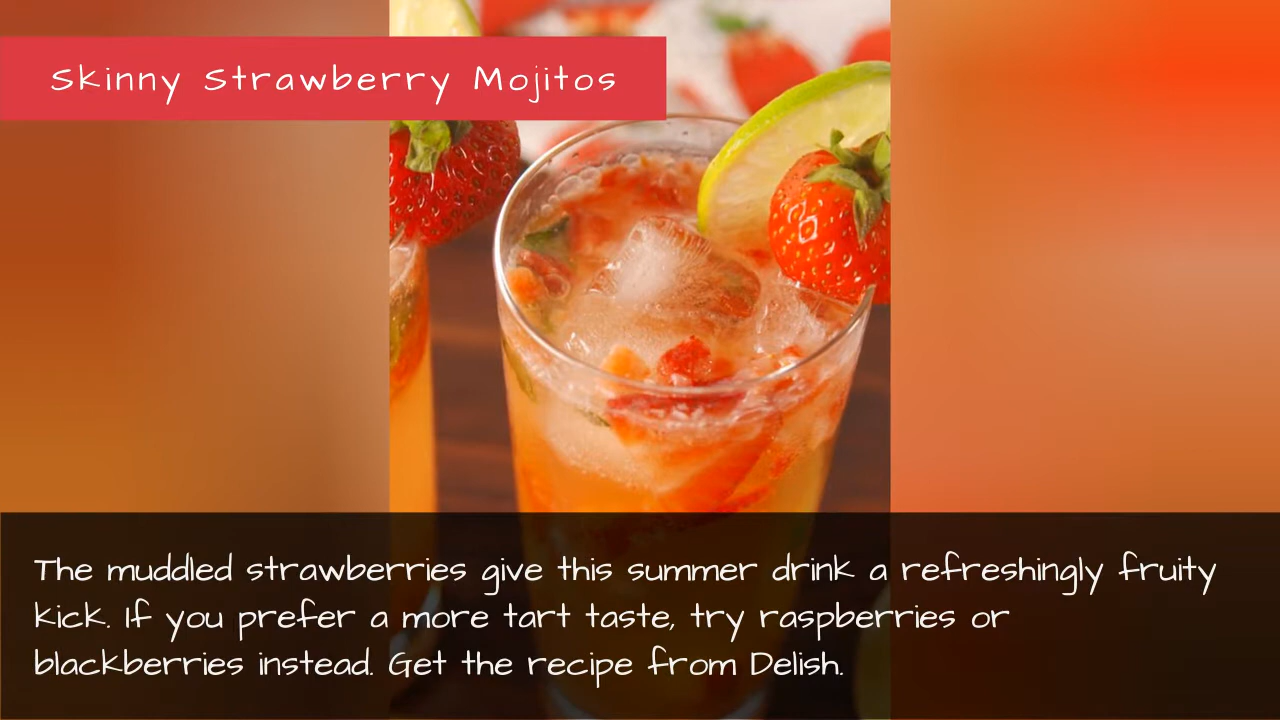 Skinny Strawberry Mojitos
The muddled strawberries give this summer drink a refreshingly fruity
kick. If you prefer a more tart taste, try raspberries or
blackberries instead. Get the recipe from Delish.